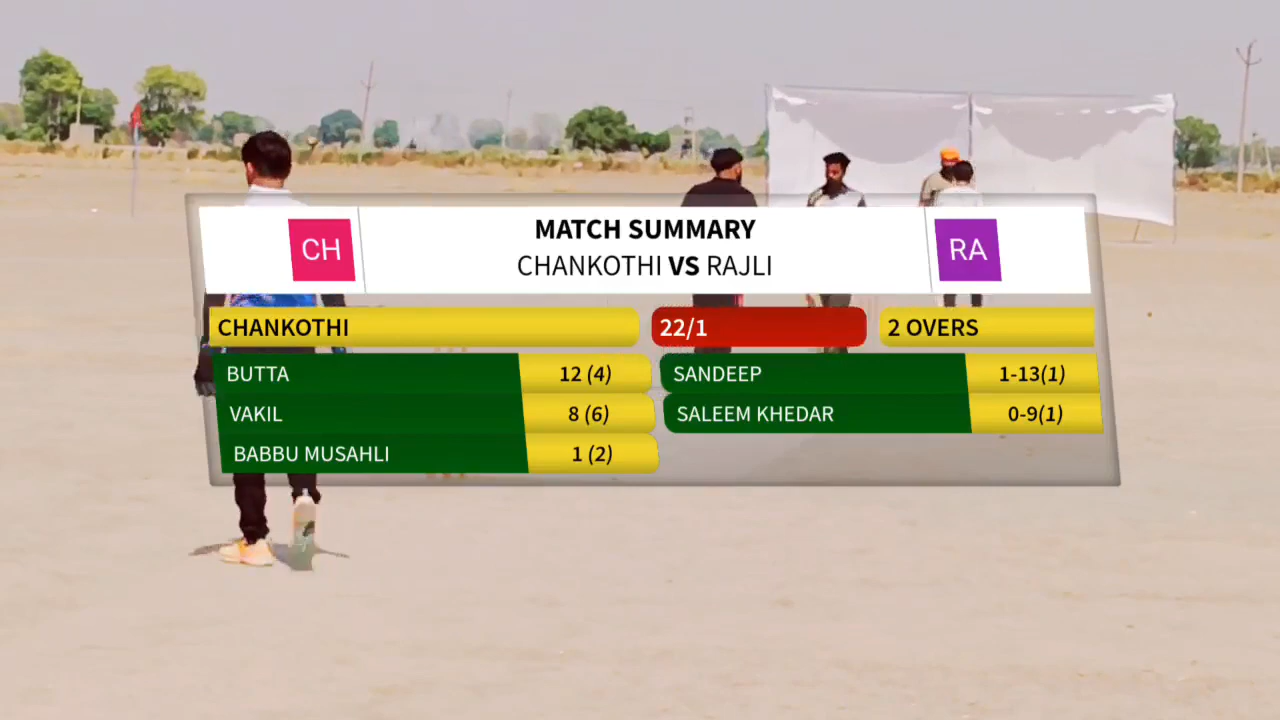 CH
MATCH SUMMARY
CHANKOTHI VS RAJLI
RA
CHANKOTHI 22/1 2 OVERS
BUTTA 12 (4) SANDEEP 1-13(1)
VAKIL 8 (6) SALEEM KHEDAR 0-9(1)
BABBU MUSAHLI 1 (2)